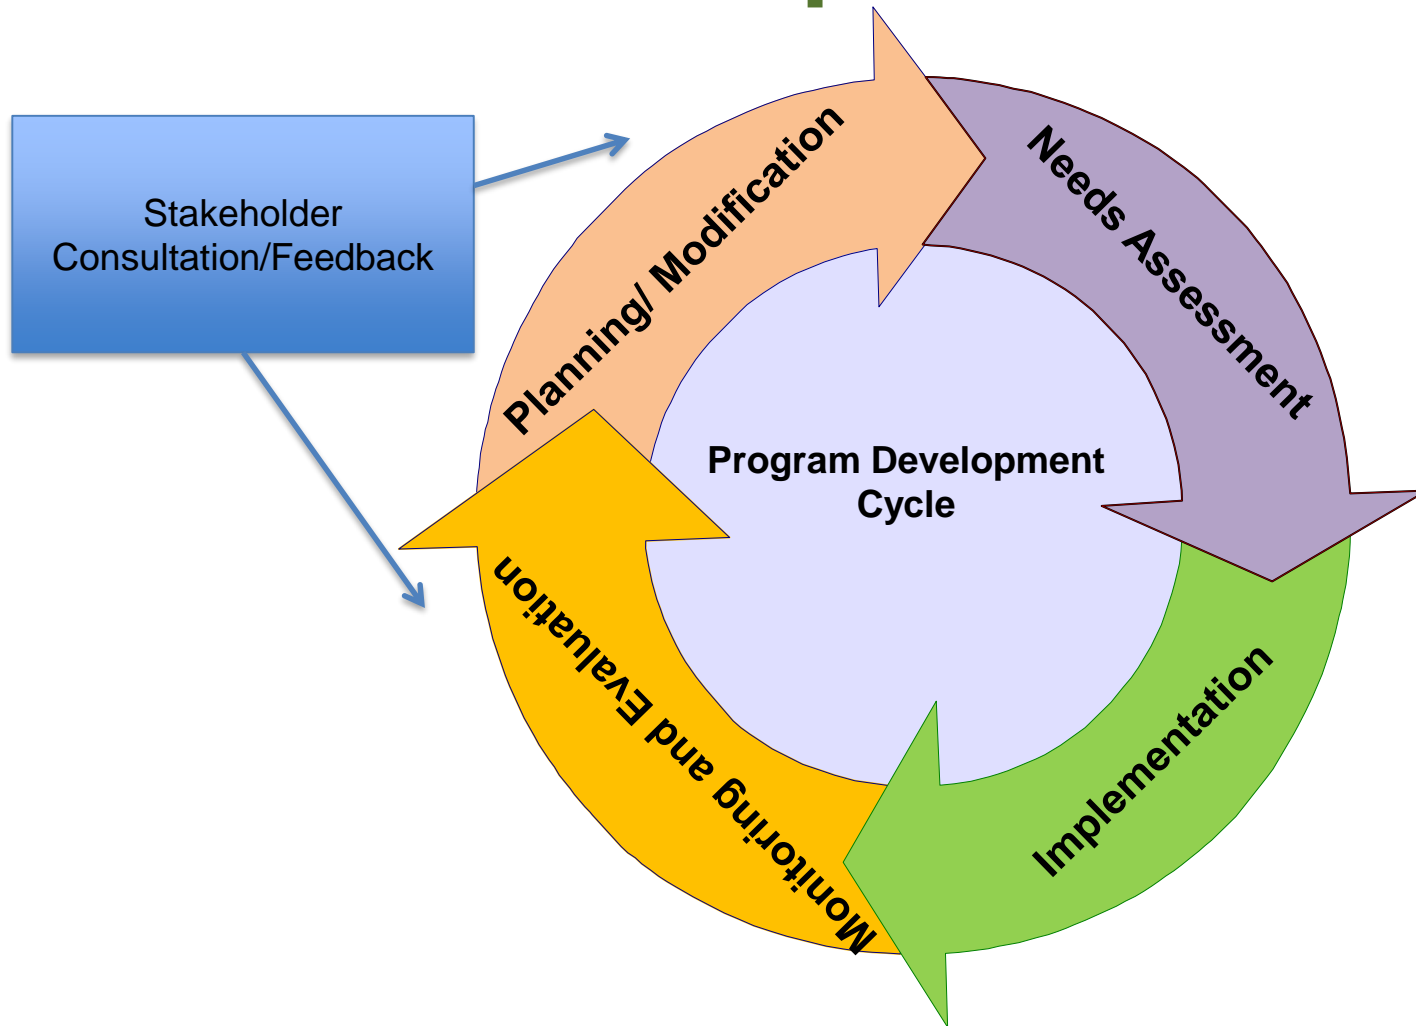 Stakeholder
Consultation/Feedback
Planning/ Modification
Needs Assessment
Program Development
Cycle
Implementation
Monitoring and Evaluation